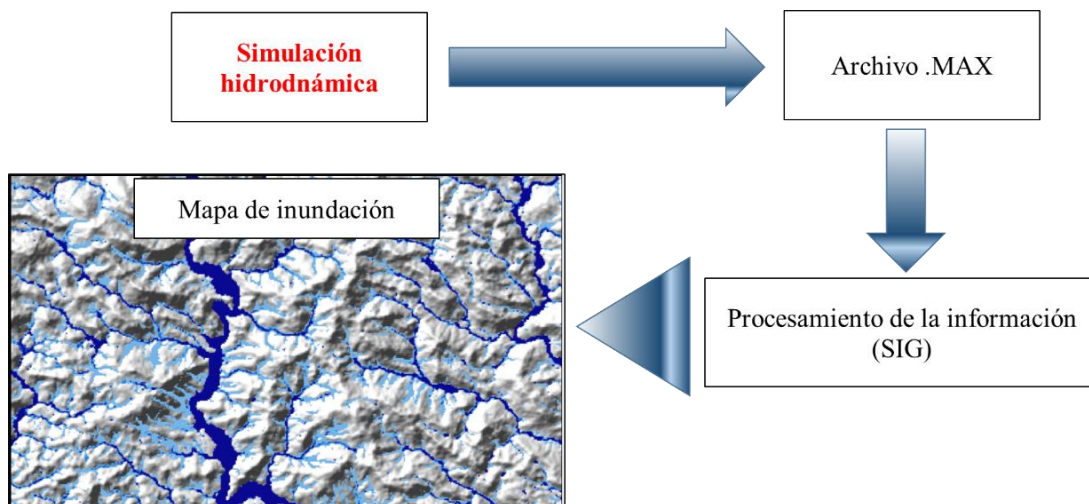 Simulación
hidrodnámica
Archivo .MAX
Procesamiento de la información
(SIG)
Mapa de inundación